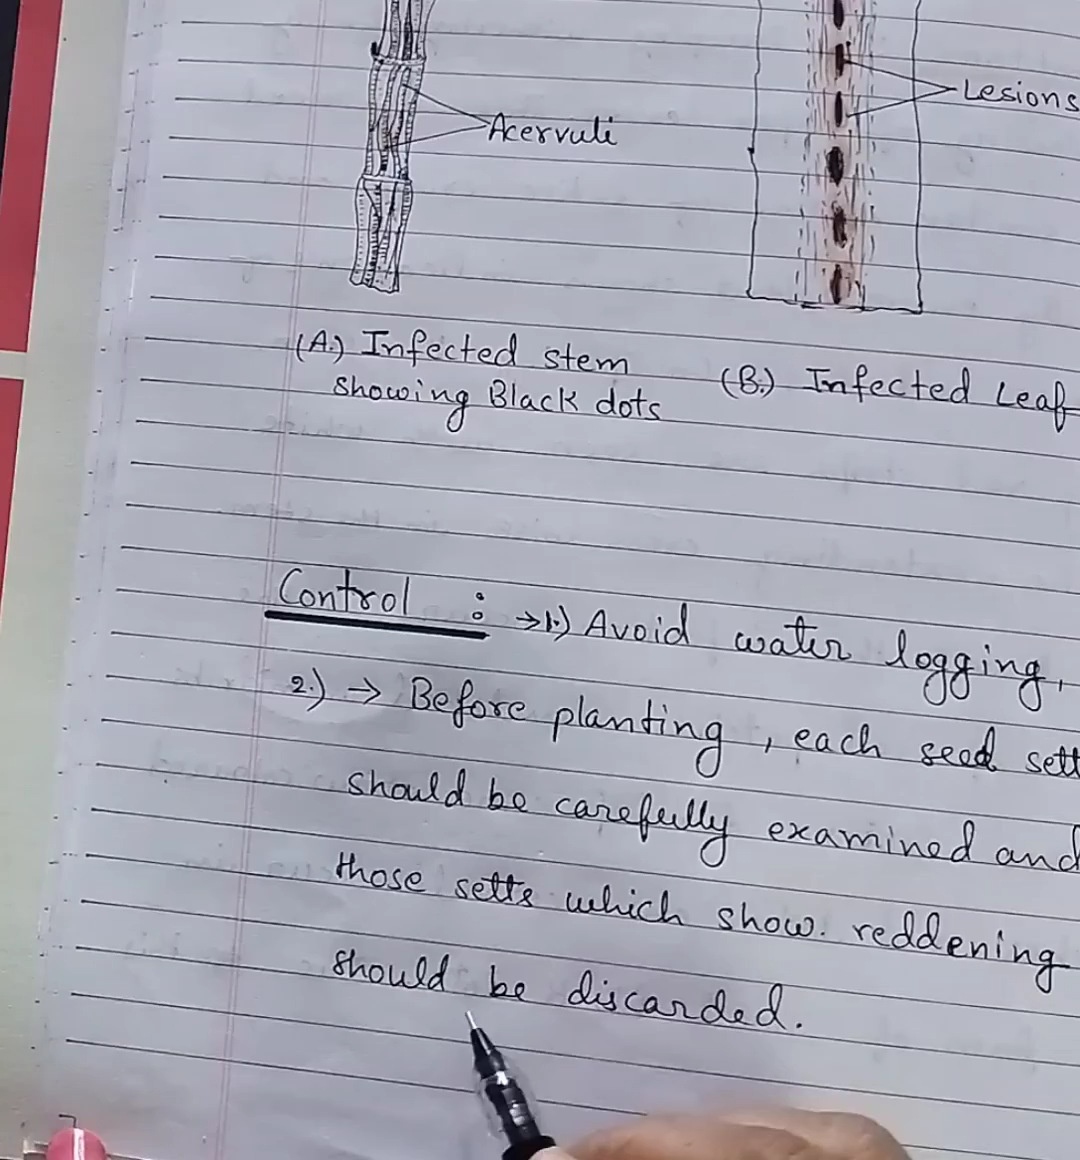 Acervuli
Lesions
(A.) Infected stem
showing Black dots
(B.) Infected Leaf
Control : →1.) Avoid water logging,
2.) → Before planting, each seed sett
should be carefully examined and
those setts which show. reddening
should be discarded.